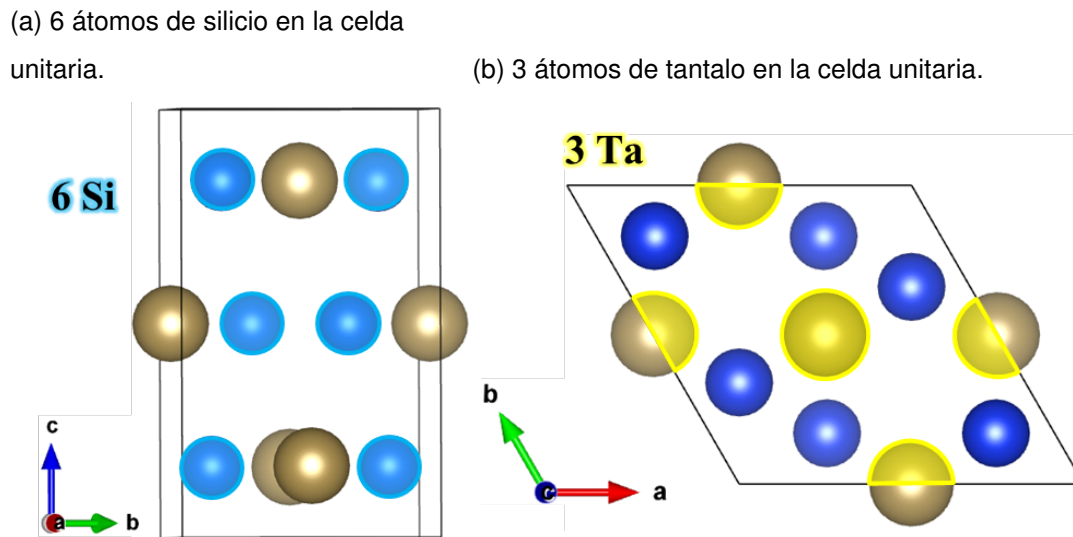 (a) 6 átomos de silicio en la celda
unitaria.
(b) 3 átomos de tantalo en la celda unitaria.
6 Si
3 Ta
c
a
b
b
c
a